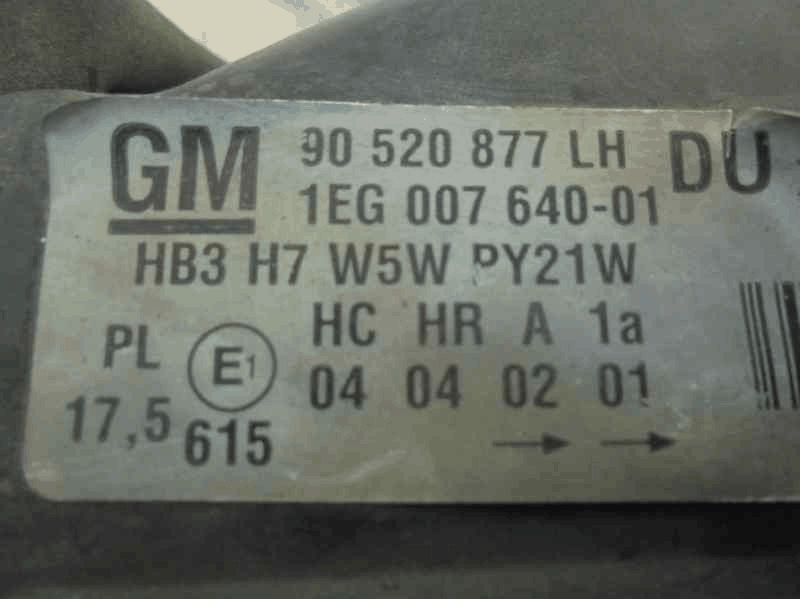 GM 90 520 877 LH DU
1EG 007 640-01
HB3 H7 W5W PY21W
HC HR A 1a
PL E1 04 04 02 01
17,5 615 → →